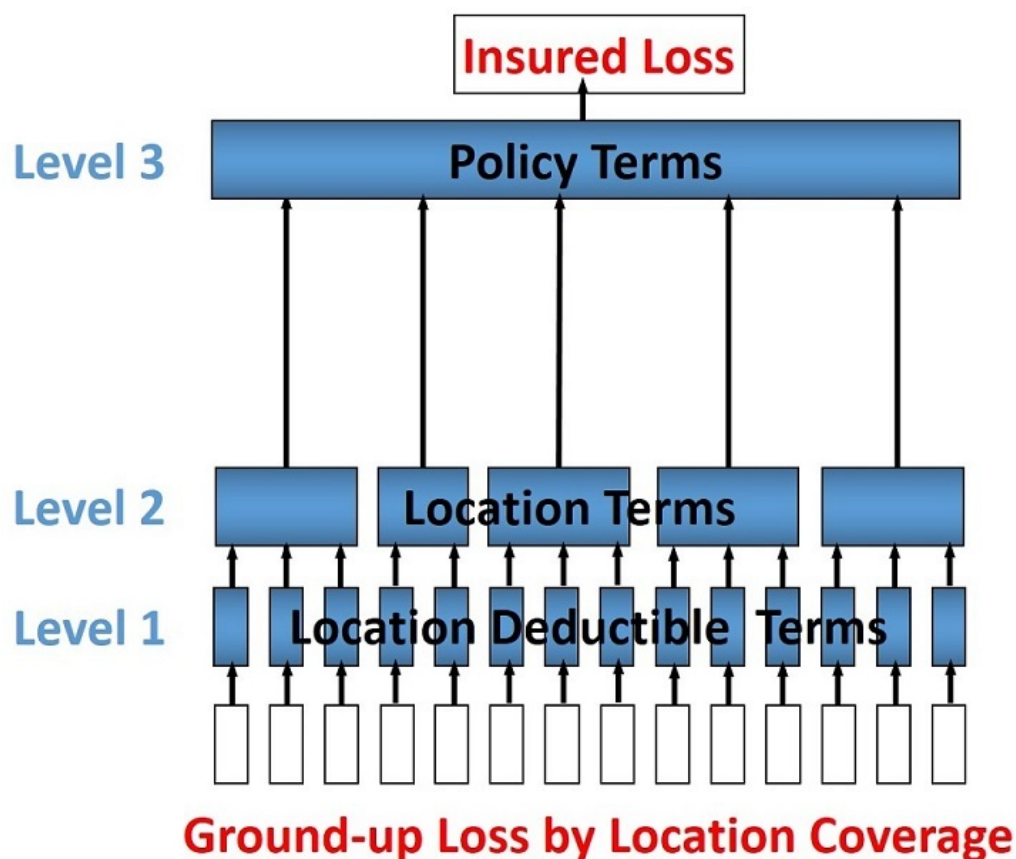 Insured Loss
Level 3
Policy Terms
Level 2
Location Terms
Level 1
Location Deductible Terms
Ground-up Loss by Location Coverage